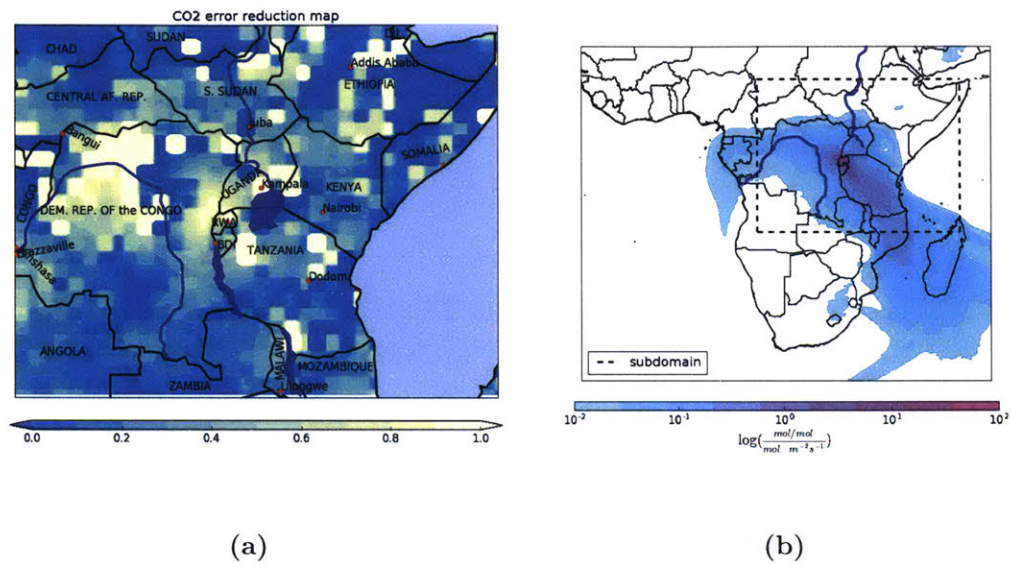 CO2 error reduction map
CHAD
SUDAN
DJ.
Addis Ababa
ETHIOPIA
CENTRAL AF. REP.
S. SUDAN
Juba
Bangui
SOMALIA
UGANDA
Kampala
KENYA
CONGO
DEM. REP. OF the CONGO
Nairobi
RWA
BDI
TANZANIA
Brazzaville
Kinshasa
Dodoma
ANGOLA
MALAWI
MOZAMBIQUE
ZAMBIA
Lilongwe
0.0 0.2 0.4 0.6 0.8 1.0
(a)
subdomain
10⁻² 10⁻¹ 10⁰ 10¹ 10²
log(mol/mol / mol m⁻²s⁻¹)
(b)